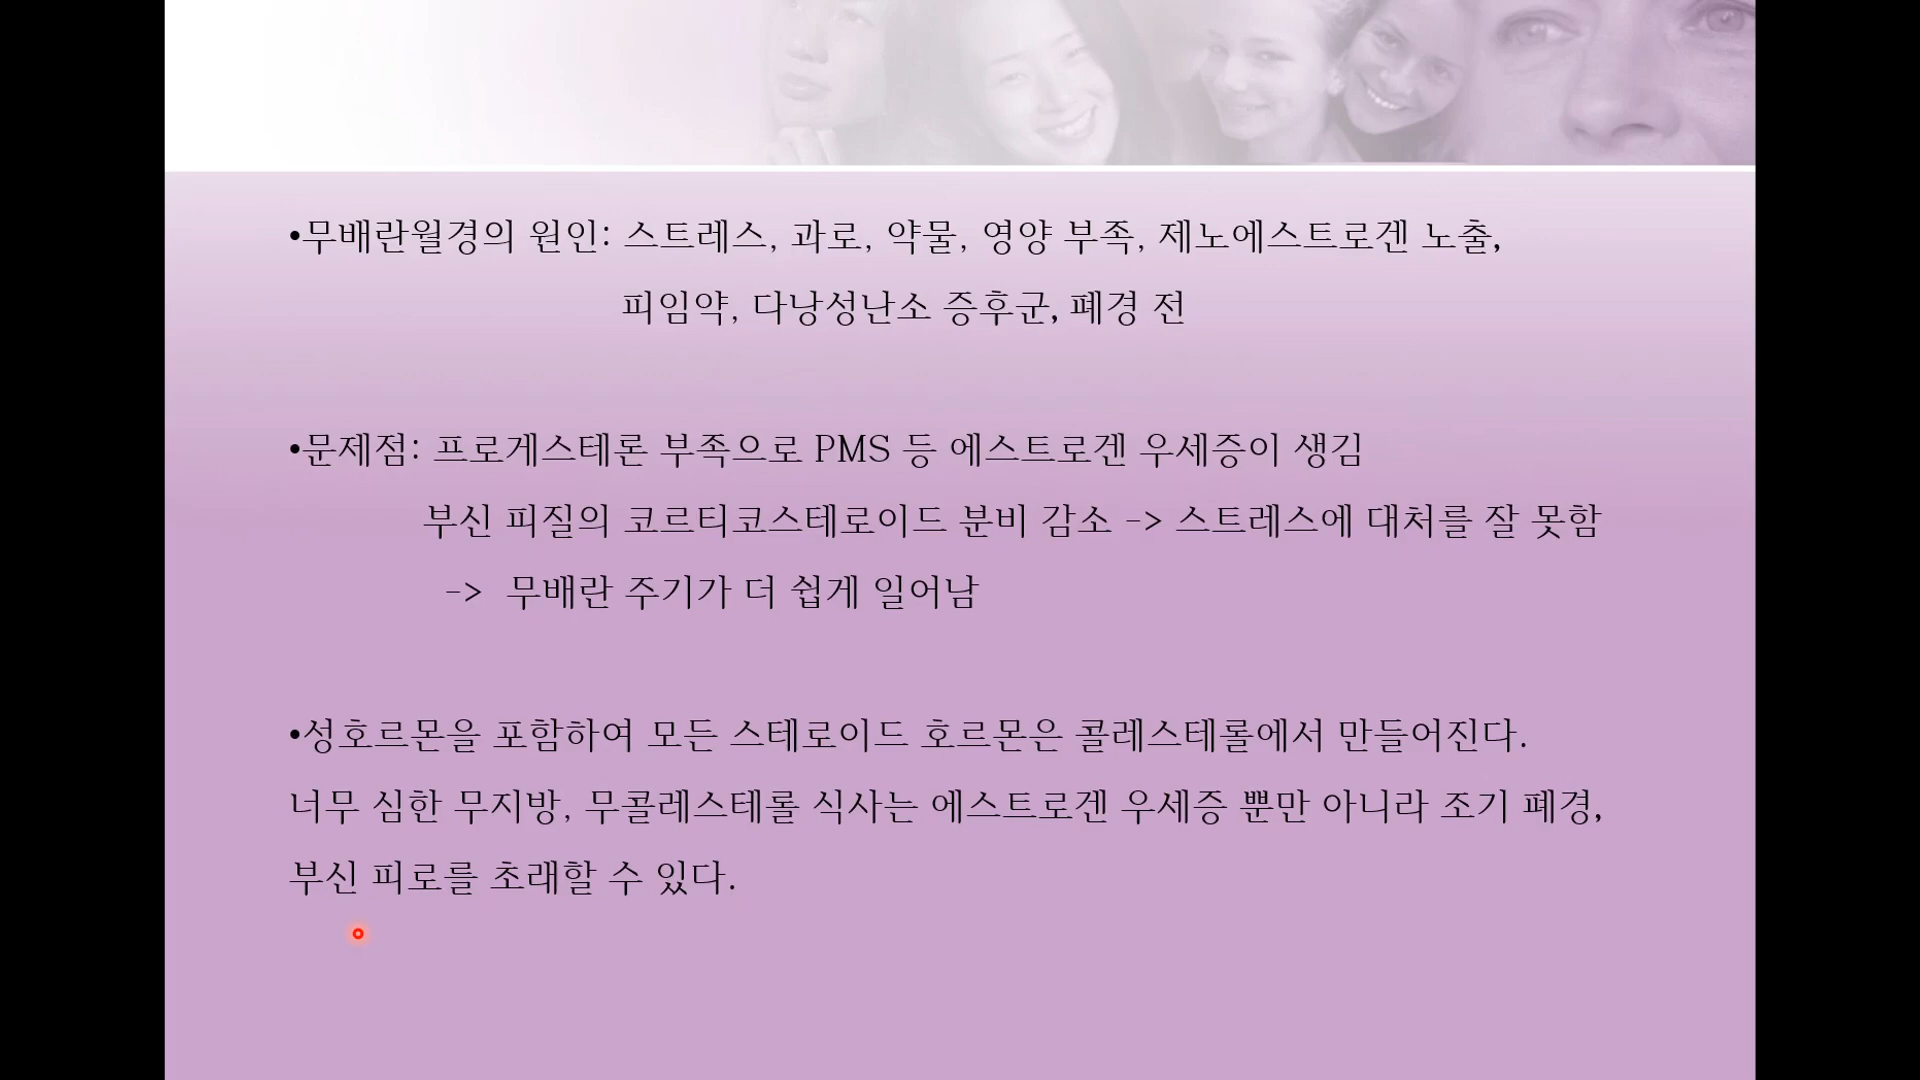 •무배란월경의 원인: 스트레스, 과로, 약물, 영양 부족, 제노에스트로겐 노출,
피임약, 다낭성난소 증후군, 폐경 전
•문제점: 프로게스테론 부족으로 PMS 등 에스트로겐 우세증이 생김
부신 피질의 코르티코스테로이드 분비 감소 -> 스트레스에 대처를 잘 못함
-> 무배란 주기가 더 쉽게 일어남
•성호르몬을 포함하여 모든 스테로이드 호르몬은 콜레스테롤에서 만들어진다.
너무 심한 무지방, 무콜레스테롤 식사는 에스트로겐 우세증 뿐만 아니라 조기 폐경,
부신 피로를 초래할 수 있다.